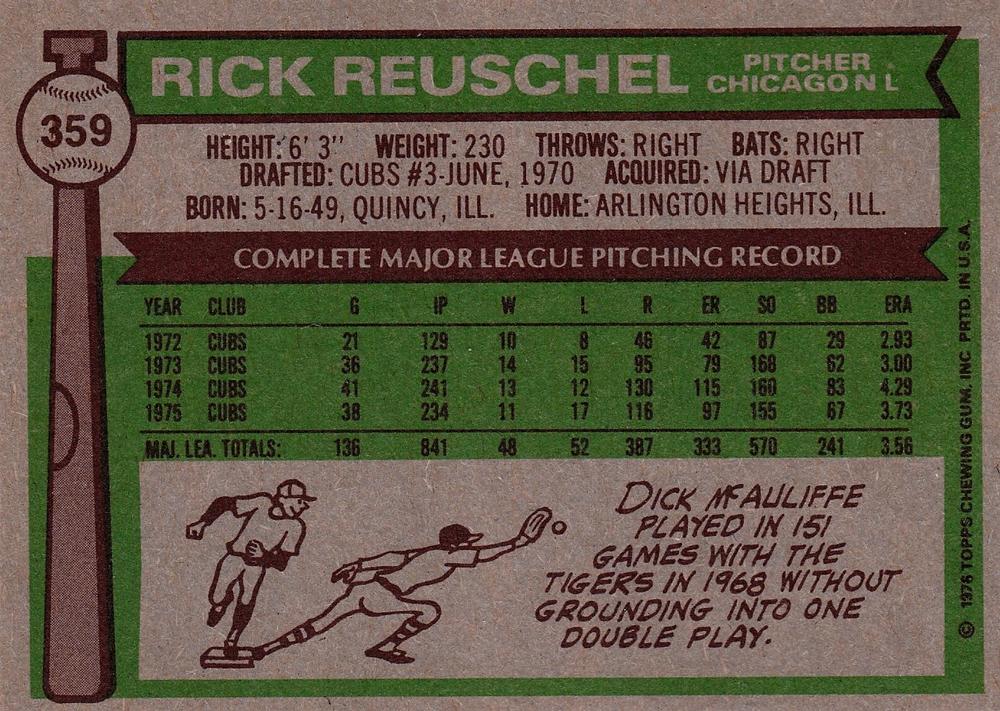 RICK REUSCHEL
PITCHER
CHICAGO N L
359
HEIGHT: 6' 3" WEIGHT: 230 THROWS: RIGHT BATS: RIGHT
DRAFTED: CUBS #3-JUNE, 1970 ACQUIRED: VIA DRAFT
BORN: 5-16-49, QUINCY, ILL. HOME: ARLINGTON HEIGHTS, ILL.
COMPLETE MAJOR LEAGUE PITCHING RECORD
YEAR CLUB G IP W L R ER SO BB ERA
1972 CUBS 21 129 10 8 46 42 87 29 2.93
1973 CUBS 36 237 14 15 95 79 168 62 3.00
1974 CUBS 41 241 13 12 130 115 160 83 4.29
1975 CUBS 38 234 11 17 116 97 155 67 3.73
MAJ. LEA. TOTALS: 136 841 48 52 387 333 570 241 3.56
DICK McAULIFFE
PLAYED IN 151
GAMES WITH THE
TIGERS IN 1968 WITHOUT
GROUNDING INTO ONE
DOUBLE PLAY.
© 1976 TOPPS CHEWING GUM, INC PRTD. IN U.S.A.